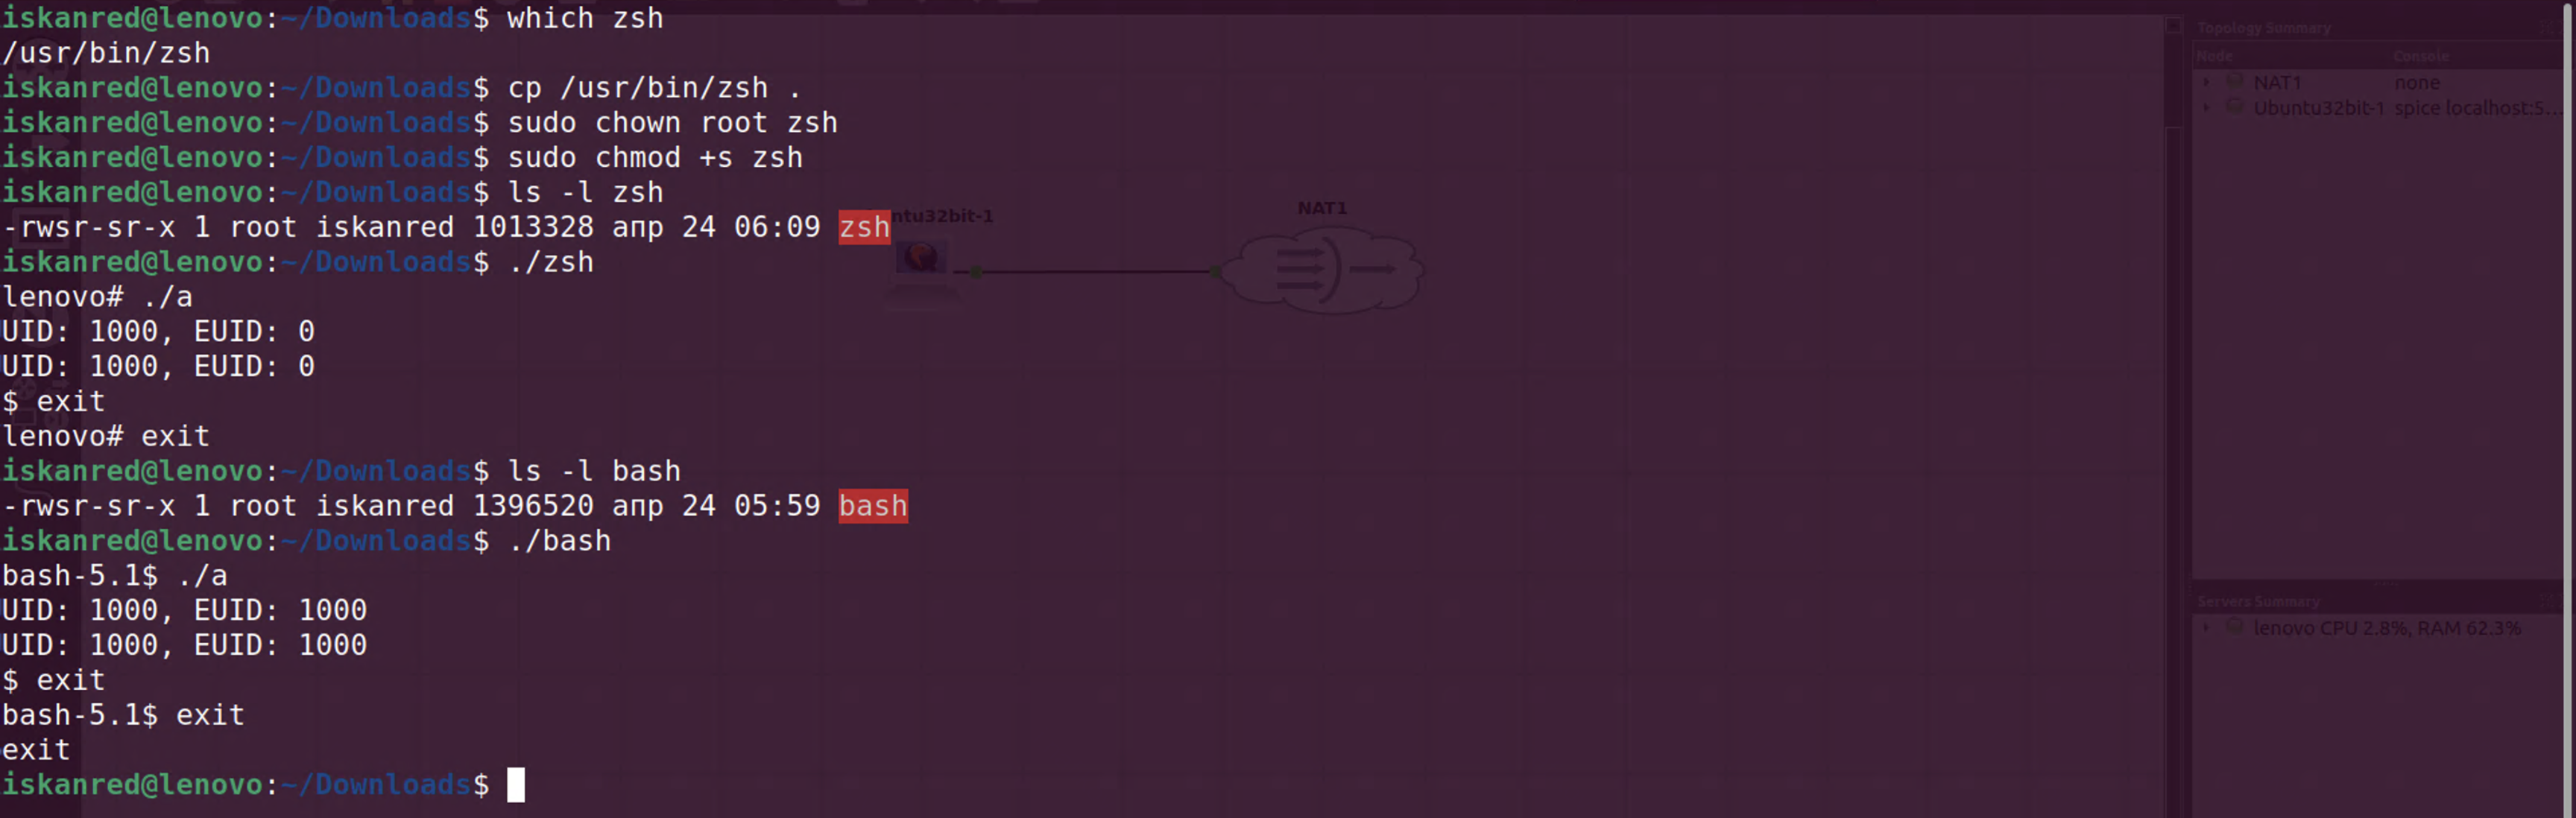 iskanred@lenovo:~/Downloads$ which zsh
/usr/bin/zsh
iskanred@lenovo:~/Downloads$ cp /usr/bin/zsh .
iskanred@lenovo:~/Downloads$ sudo chown root zsh
iskanred@lenovo:~/Downloads$ sudo chmod +s zsh
iskanred@lenovo:~/Downloads$ ls -l zsh
-rwsr-sr-x 1 root iskanred 1013328 апр 24 06:09 zsh
iskanred@lenovo:~/Downloads$ ./zsh
lenovo# ./a
UID: 1000, EUID: 0
UID: 1000, EUID: 0
$ exit
lenovo# exit
iskanred@lenovo:~/Downloads$ ls -l bash
-rwsr-sr-x 1 root iskanred 1396520 апр 24 05:59 bash
iskanred@lenovo:~/Downloads$ ./bash
bash-5.1$ ./a
UID: 1000, EUID: 1000
UID: 1000, EUID: 1000
$ exit
bash-5.1$ exit
exit
iskanred@lenovo:~/Downloads$
ntu32bit-1
NAT1
Topology Summary
Node Console
NAT1 none
Ubuntu32bit-1 spice localhost:5...
Servers Summary
lenovo CPU 2.8%, RAM 62.3%